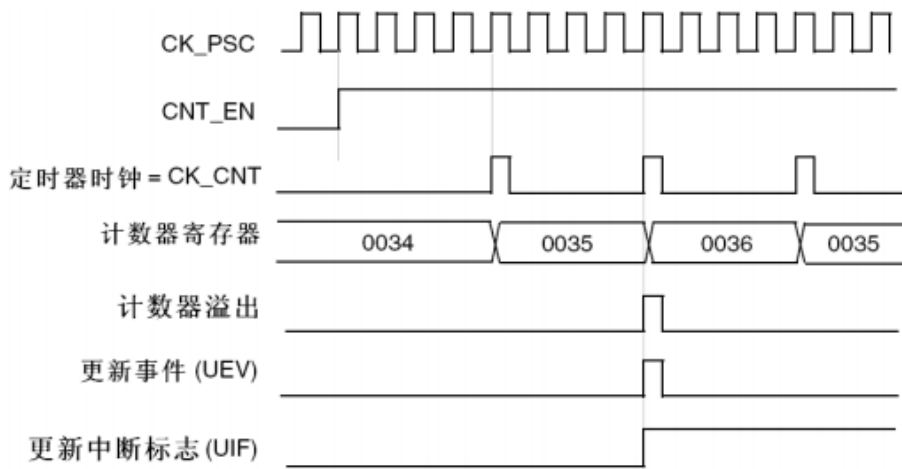 CK_PSC
CNT_EN
定时器时钟 = CK_CNT
计数器寄存器 0034 0035 0036 0035
计数器溢出
更新事件 (UEV)
更新中断标志 (UIF)